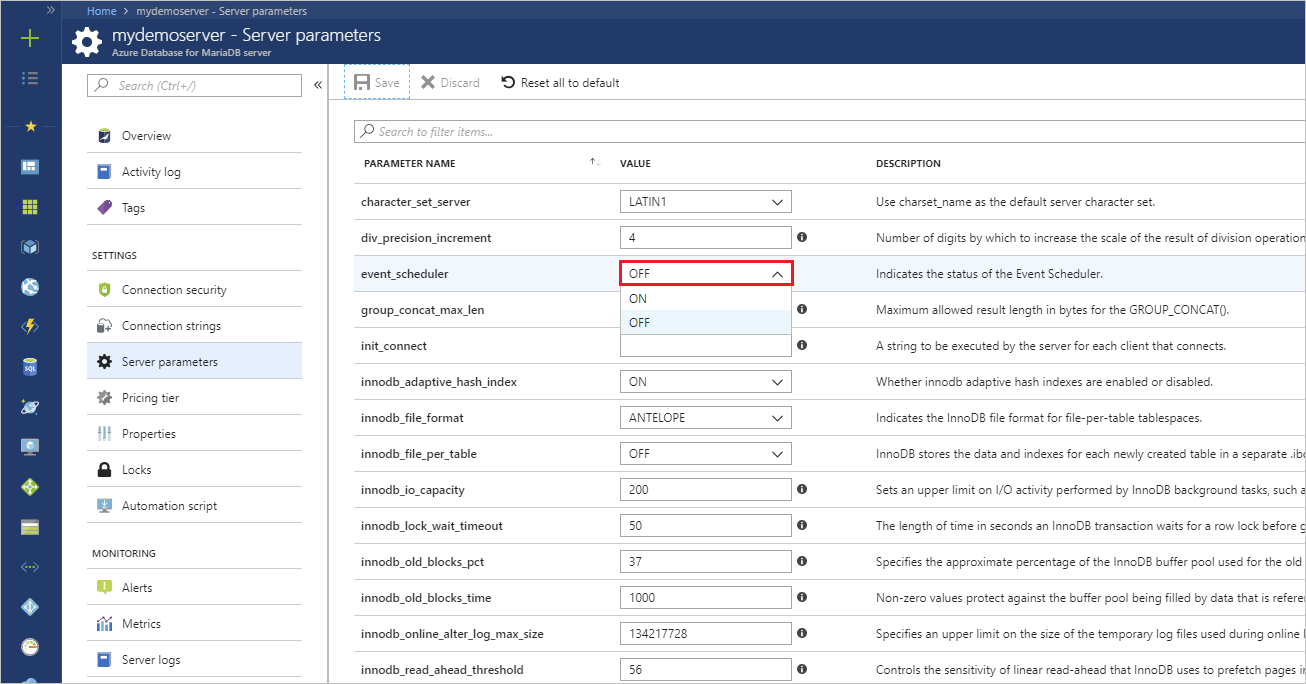 Home > mydemoserver - Server parameters
mydemoserver - Server parameters
Azure Database for MariaDB server
Search (Ctrl+/)
Overview
Activity log
Tags
SETTINGS
Connection security
Connection strings
Server parameters
Pricing tier
Properties
Locks
Automation script
MONITORING
Alerts
Metrics
Server logs
Save Discard Reset all to default
Search to filter items...
PARAMETER NAME VALUE DESCRIPTION
character_set_server LATIN1 Use charset_name as the default server character set.
div_precision_increment 4 Number of digits by which to increase the scale of the result of division operation
event_scheduler OFF Indicates the status of the Event Scheduler.
ON
group_concat_max_len Maximum allowed result length in bytes for the GROUP_CONCAT().
OFF
init_connect A string to be executed by the server for each client that connects.
innodb_adaptive_hash_index ON Whether innodb adaptive hash indexes are enabled or disabled.
innodb_file_format ANTELOPE Indicates the InnoDB file format for file-per-table tablespaces.
innodb_file_per_table OFF InnoDB stores the data and indexes for each newly created table in a separate .ibd
innodb_io_capacity 200 Sets an upper limit on I/O activity performed by InnoDB background tasks, such a
innodb_lock_wait_timeout 50 The length of time in seconds an InnoDB transaction waits for a row lock before g
innodb_old_blocks_pct 37 Specifies the approximate percentage of the InnoDB buffer pool used for the old
innodb_old_blocks_time 1000 Non-zero values protect against the buffer pool being filled by data that is refere
innodb_online_alter_log_max_size 134217728 Specifies an upper limit on the size of the temporary log files used during online
innodb_read_ahead_threshold 56 Controls the sensitivity of linear read-ahead that InnoDB uses to prefetch pages i